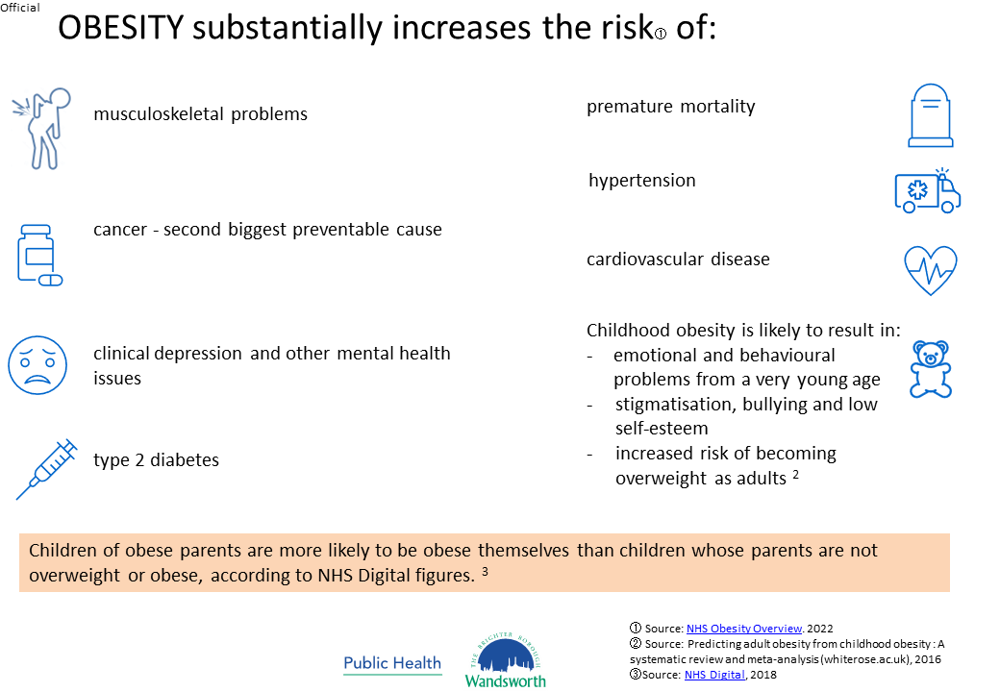 Official
OBESITY substantially increases the risk① of:
musculoskeletal problems
cancer - second biggest preventable cause
clinical depression and other mental health
issues
type 2 diabetes
premature mortality
hypertension
cardiovascular disease
Childhood obesity is likely to result in:
- emotional and behavioural
problems from a very young age
- stigmatisation, bullying and low
self-esteem
- increased risk of becoming
overweight as adults 2
Children of obese parents are more likely to be obese themselves than children whose parents are not
overweight or obese, according to NHS Digital figures. 3
Public Health
THE BRIGHTER BOROUGH
Wandsworth
① Source: NHS Obesity Overview. 2022
② Source: Predicting adult obesity from childhood obesity : A
systematic review and meta-analysis (whiterose.ac.uk), 2016
③Source: NHS Digital, 2018